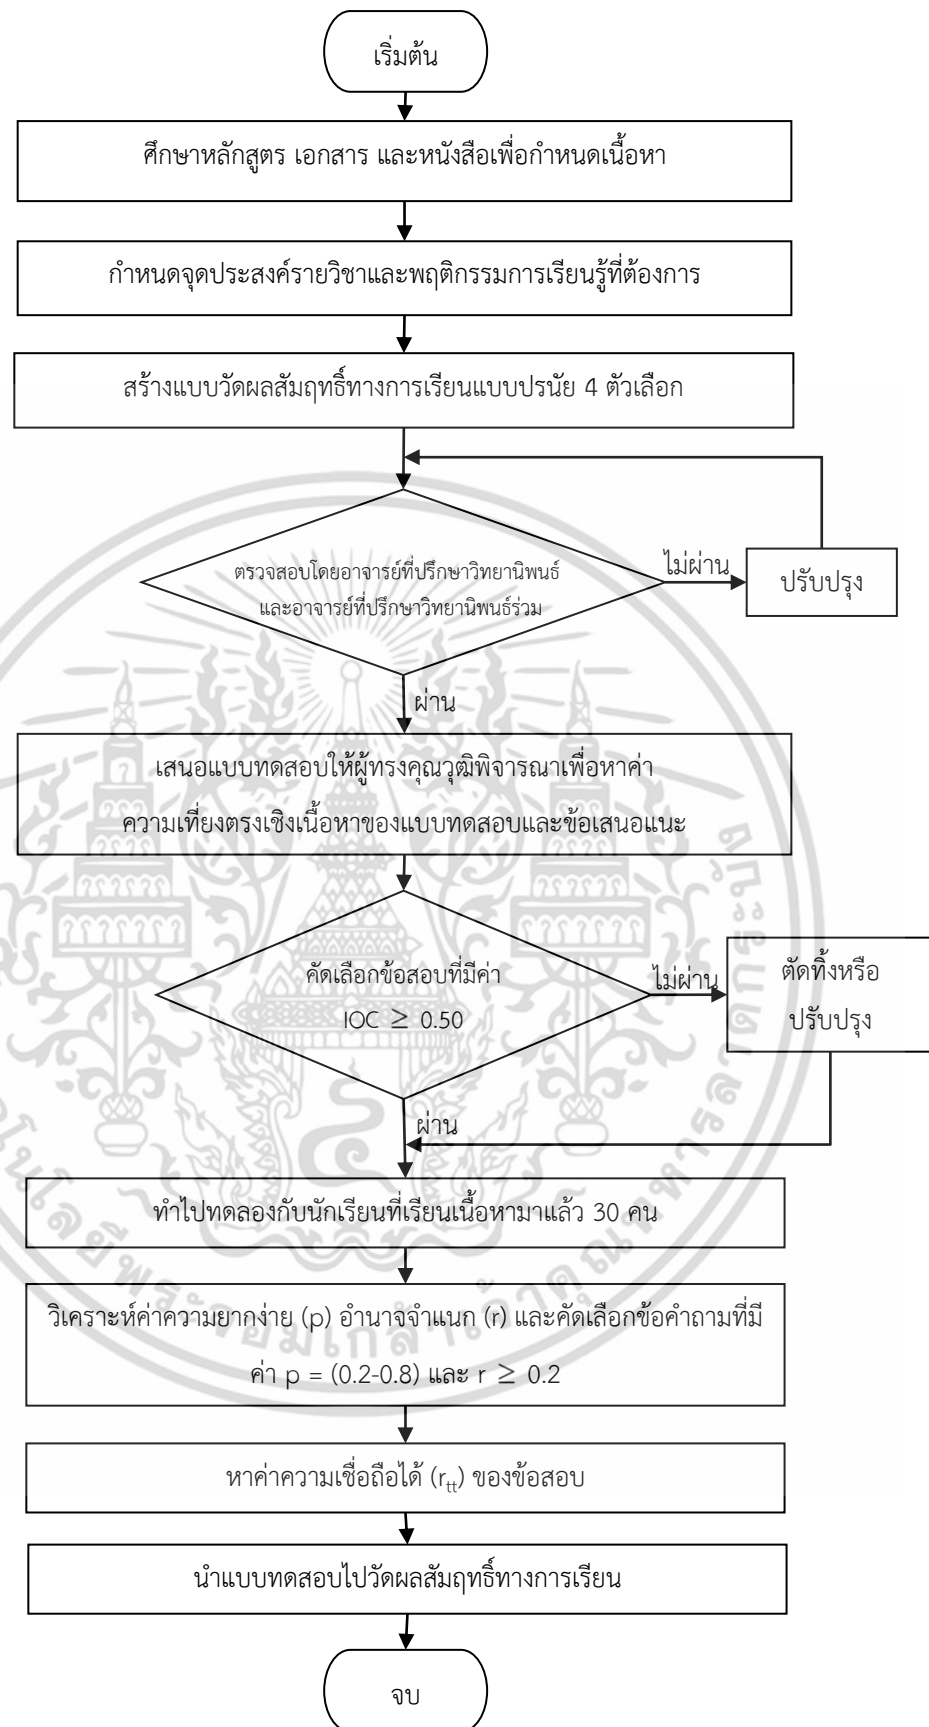 เริ่มต้น
ศึกษาหลักสูตร เอกสาร และหนังสือเพื่อกำหนดเนื้อหา
กำหนดจุดประสงค์รายวิชาและพฤติกรรมการเรียนรู้ที่ต้องการ
สร้างแบบวัดผลสัมฤทธิ์ทางการเรียนแบบปรนัย 4 ตัวเลือก
ตรวจสอบโดยอาจารย์ที่ปรึกษาวิทยานิพนธ์
และอาจารย์ที่ปรึกษาวิทยานิพนธ์ร่วม
ไม่ผ่าน
ปรับปรุง
ผ่าน
เสนอแบบทดสอบให้ผู้ทรงคุณวุฒิพิจารณาเพื่อหาค่า
ความเที่ยงตรงเชิงเนื้อหาของแบบทดสอบและข้อเสนอแนะ
คัดเลือกข้อสอบที่มีค่า
IOC ≥ 0.50
ไม่ผ่าน
ตัดทิ้งหรือ
ปรับปรุง
ผ่าน
ทำไปทดลองกับนักเรียนที่เรียนเนื้อหามาแล้ว 30 คน
วิเคราะห์ค่าความยากง่าย (p) อำนาจจำแนก (r) และคัดเลือกข้อคำถามที่มี
ค่า p = (0.2-0.8) และ r ≥ 0.2
หาค่าความเชื่อถือได้ (rtt) ของข้อสอบ
นำแบบทดสอบไปวัดผลสัมฤทธิ์ทางการเรียน
จบ